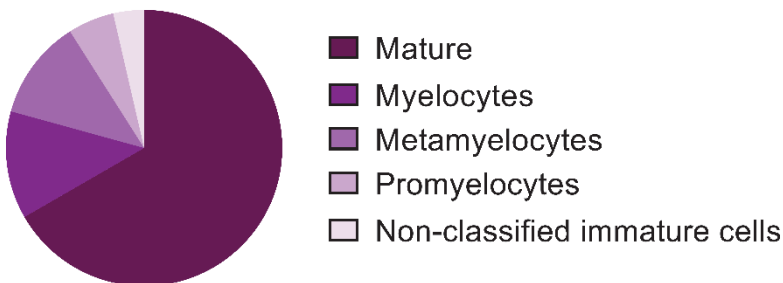 Mature
Myelocytes
Metamyelocytes
Promyelocytes
Non-classified immature cells